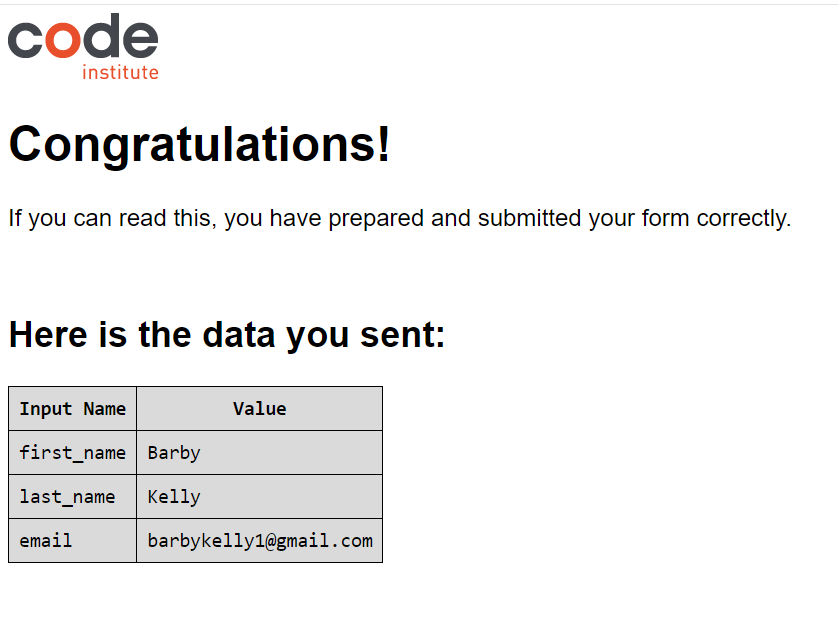 code
institute
Congratulations!
If you can read this, you have prepared and submitted your form correctly.
Here is the data you sent:
Input Name Value
first_name Barby
last_name Kelly
email barbykelly1@gmail.com